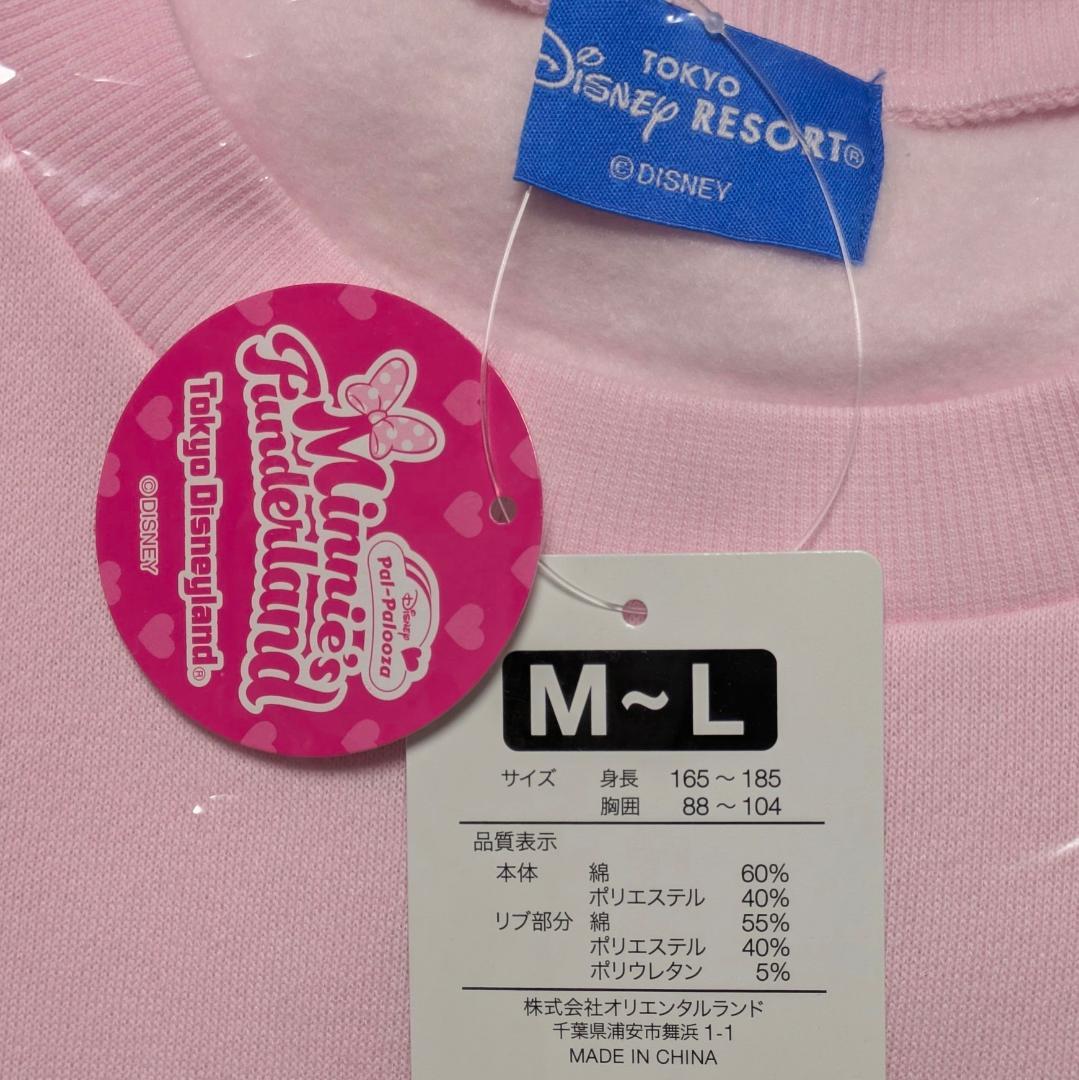 TOKYO
Disney RESORT®
©DISNEY
Disney
Pal-Palooza
Minnie's
Funderland
Tokyo Disneyland®
©DISNEY
M~L
サイズ 身長 165～185
胸囲 88～104
品質表示
本体 綿 60%
ポリエステル 40%
リブ部分 綿 55%
ポリエステル 40%
ポリウレタン 5%
株式会社オリエンタルランド
千葉県浦安市舞浜1-1
MADE IN CHINA